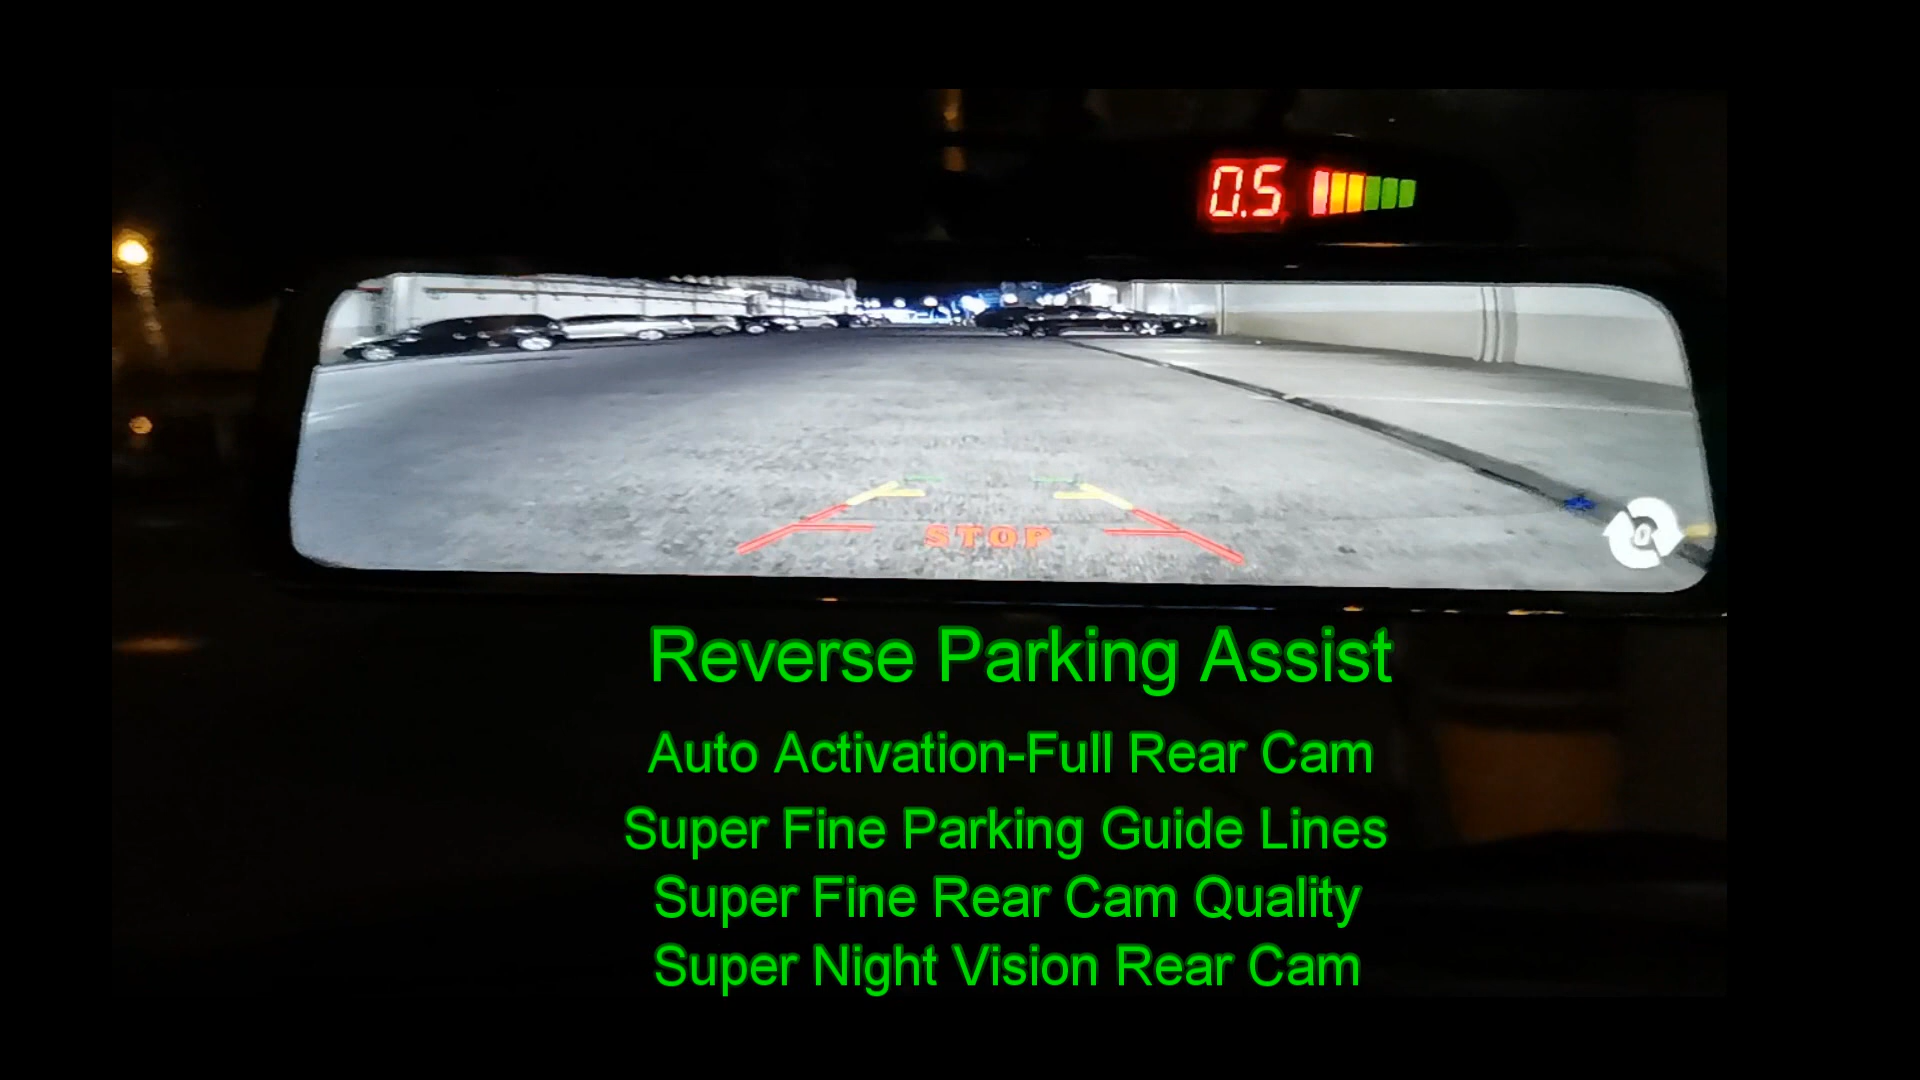 0.5
STOP
0
Reverse Parking Assist
Auto Activation-Full Rear Cam
Super Fine Parking Guide Lines
Super Fine Rear Cam Quality
Super Night Vision Rear Cam